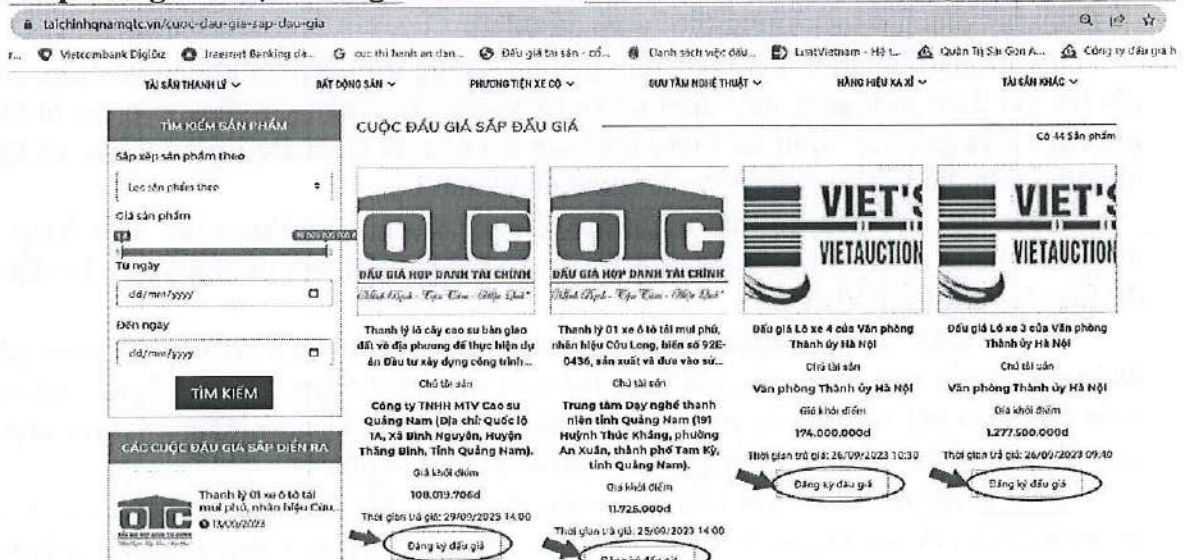 taichinhqnamqtc.vn/cuoc-dau-gia-sap-dau-gia
Vietcombank DigiBiz
Internet Banking dà...
cuc thi hanh an dan...
Đấu giá tài sản - cổ...
Danh sách việc đấu...
LuatVietnam - Hệ t...
Quản Trị Sài Gòn A...
Công ty đấu giá h
TÀI SẢN THANH LÝ
BẤT ĐỘNG SẢN
PHƯƠNG TIỆN XE CỘ
SƯU TẦM NGHỆ THUẬT
HÀNG HIỆU XA XỈ
TÀI SẢN KHÁC
TÌM KIẾM SẢN PHẨM
Sắp xếp sản phẩm theo
Lọc sản phẩm theo
Giá sản phẩm
Từ ngày
dd/mm/yyyy
Đến ngày
dd/mm/yyyy
TÌM KIẾM
CÁC CUỘC ĐẤU GIÁ SẮP DIỄN RA
QTC
Thanh lý 01 xe ô tô tải
mui phủ, nhãn hiệu Cửu...
CUỘC ĐẤU GIÁ SẮP ĐẤU GIÁ
Có 44 Sản phẩm
QTC
ĐẤU GIÁ HỢP DANH TÀI CHÍNH
Thanh lý lô cây cao su bàn giao
đất về địa phương để thực hiện dự
án Đầu tư xây dựng công trình...
Chủ tài sản
Công ty TNHH MTV Cao su
Quảng Nam (Địa chỉ: Quốc lộ
1A, Xã Bình Nguyên, Huyện
Thăng Bình, Tỉnh Quảng Nam).
Giá khởi điểm
108.019.706đ
Thời gian trả giá: 29/09/2023 14:00
Đăng ký đấu giá
QTC
ĐẤU GIÁ HỢP DANH TÀI CHÍNH
Thanh lý 01 xe ô tô tải mui phủ,
nhãn hiệu Cửu Long, biển số 92E-
0436, sản xuất và đưa vào sử...
Chủ tài sản
Trung tâm Dạy nghề thanh
niên tỉnh Quảng Nam (191
Huỳnh Thúc Kháng, phường
An Xuân, thành phố Tam Kỳ,
tỉnh Quảng Nam).
Giá khởi điểm
11.725.000đ
Thời gian trả giá: 25/09/2023 14:00
Đăng ký đấu giá
VIET'S
VIETAUCTION
Đấu giá Lô xe 4 của Văn phòng
Thành ủy Hà Nội
Chủ tài sản
Văn phòng Thành ủy Hà Nội
Giá khởi điểm
174.000.000đ
Thời gian trả giá: 26/09/2023 10:30
Đăng ký đấu giá
VIET'S
VIETAUCTION
Đấu giá Lô xe 3 của Văn phòng
Thành ủy Hà Nội
Chủ tài sản
Văn phòng Thành ủy Hà Nội
Giá khởi điểm
1.277.500.000đ
Thời gian trả giá: 26/09/2023 09:40
Đăng ký đấu giá